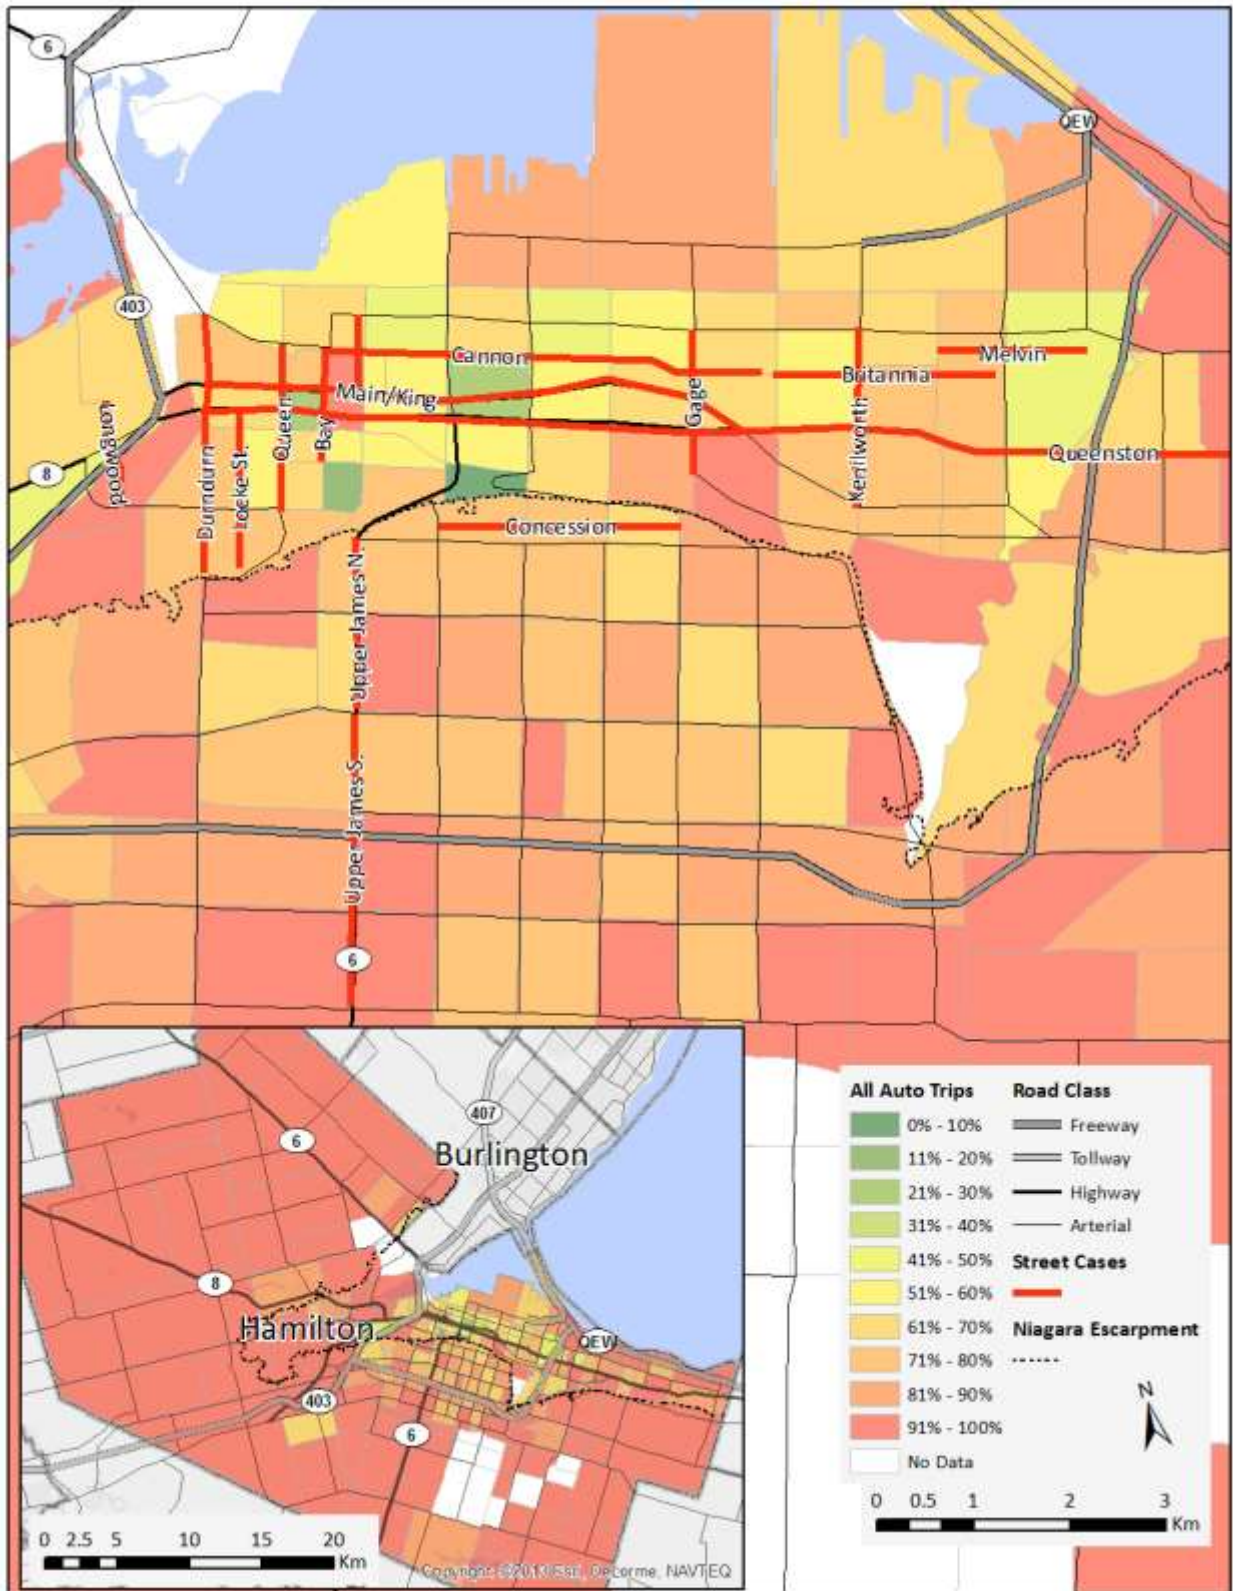 6
QEW
403
Cannon
Melvin
Britannia
Main/King
Longwood
Queen
Bay
Gage
Kenilworth
Queenston
8
Dundurn
Locke St.
Concession
Upper James N.
Upper James S.
6
407
6
Burlington
8
Hamilton
QEW
403
6
0 2.5 5 10 15 20
Km
Copyright: ©2013 Esri, DeLorme, NAVTEQ
All Auto Trips
0% - 10%
11% - 20%
21% - 30%
31% - 40%
41% - 50%
51% - 60%
61% - 70%
71% - 80%
81% - 90%
91% - 100%
No Data
Road Class
Freeway
Tollway
Highway
Arterial
Street Cases
Niagara Escarpment
N
0 0.5 1 2 3
Km